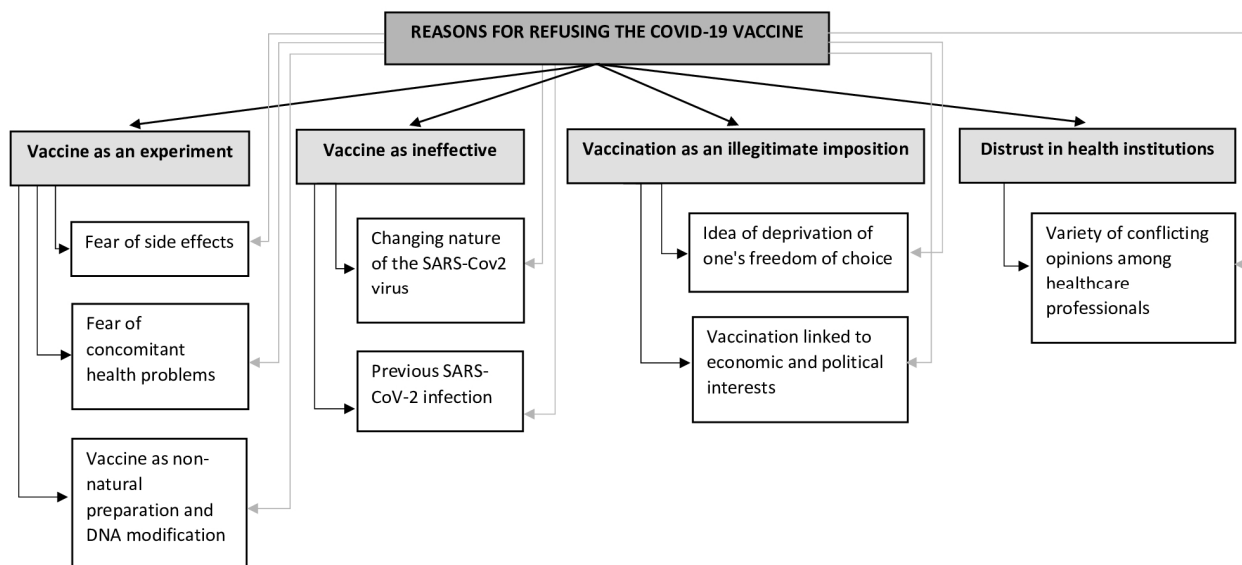 REASONS FOR REFUSING THE COVID-19 VACCINE
Vaccine as an experiment
Fear of side effects
Fear of
concomitant
health problems
Vaccine as non-
natural
preparation and
DNA modification
Vaccine as ineffective
Changing nature
of the SARS-Cov2
virus
Previous SARS-
CoV-2 infection
Vaccination as an illegitimate imposition
Idea of deprivation of
one's freedom of choice
Vaccination linked to
economic and political
interests
Distrust in health institutions
Variety of conflicting
opinions among
healthcare
professionals